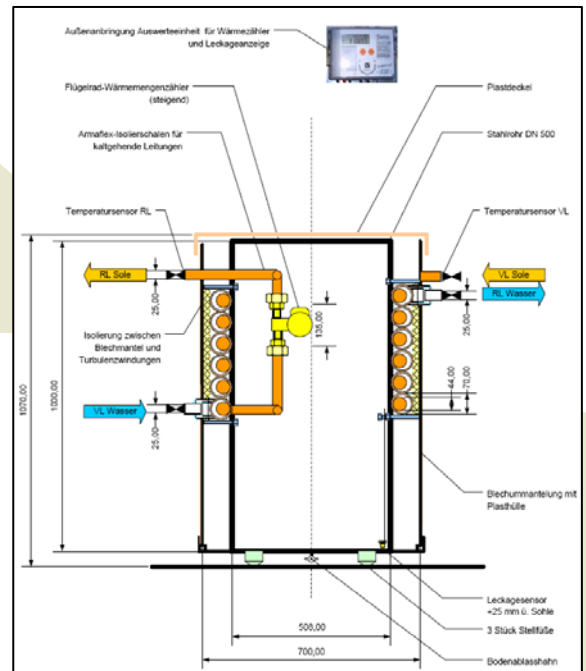 Außenanbringung Auswerteeinheit für Wärmezähler
und Leckageanzeige
Flügelrad-Wärmemengenzähler
(steigend)
Plastdeckel
Armaflex-Isolierschalen für
kaltgehende Leitungen
Stahlrohr DN 500
Temperatursensor RL
Temperatursensor VL
RL Sole
VL Sole
RL Wasser
25,00
25,00
135,00
Isolierung zwischen
Blechmantel und
Turbulenzwindungen
44,00
70,00
1070,00
1000,00
VL Wasser
25,00
Blechummantelung mit
Plasthülle
Leckagesensor
+25 mm ü. Sohle
508,00
3 Stück Stellfüße
700,00
Bodenablasshahn